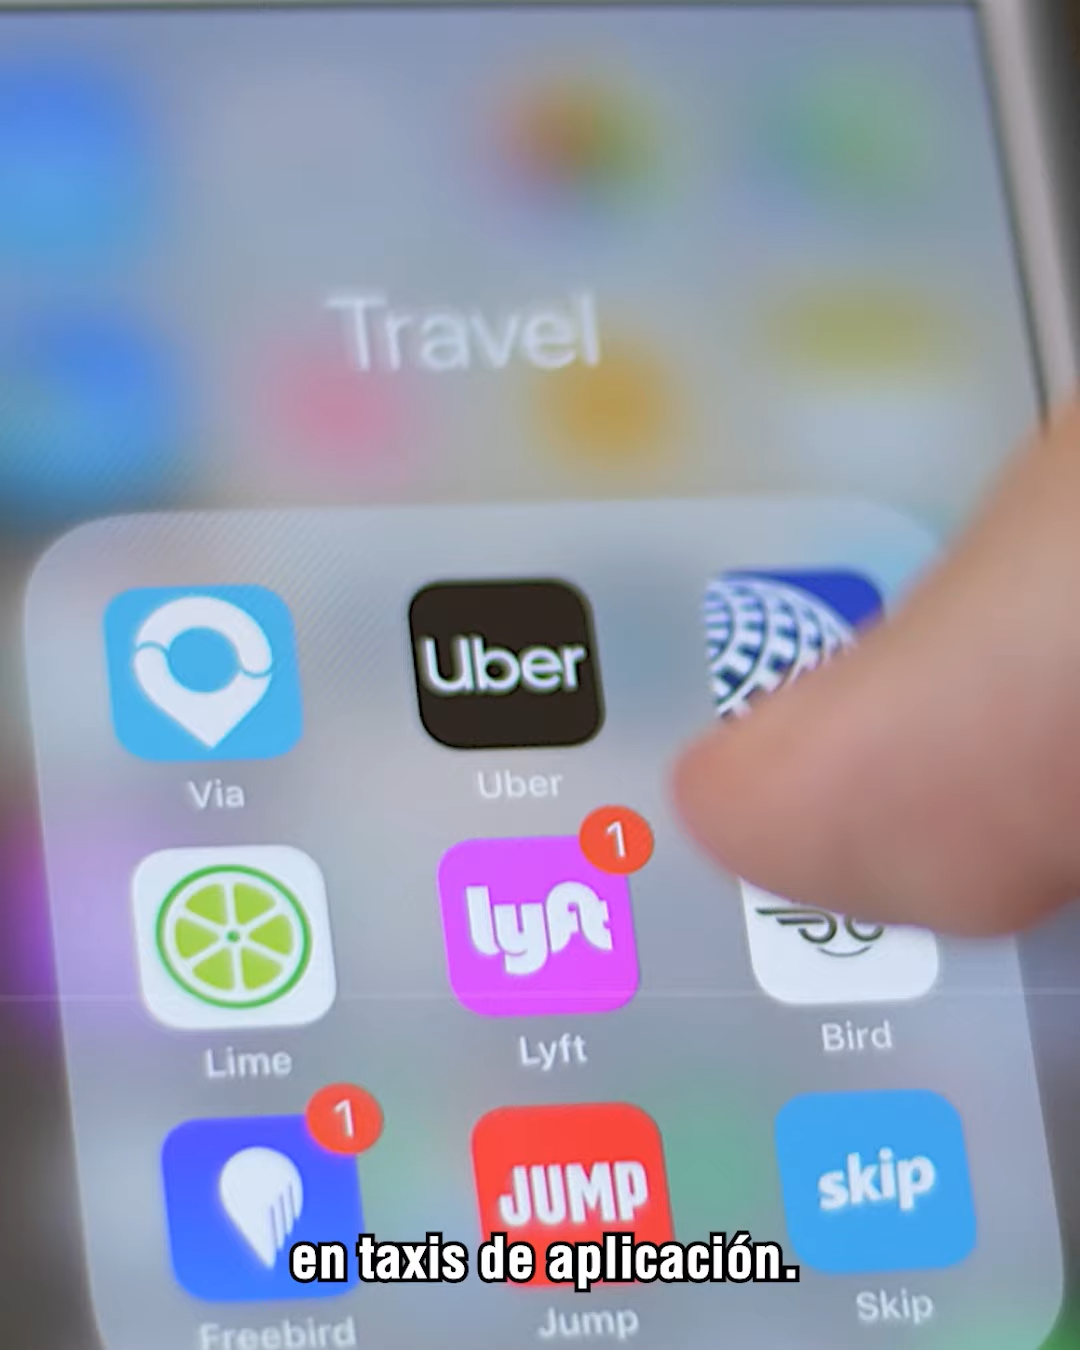 Travel
Uber
Via
Uber
1
lyft
Lime
Lyft
Bird
1
JUMP
skip
en taxis de aplicación.
Freebird
Jump
Skip